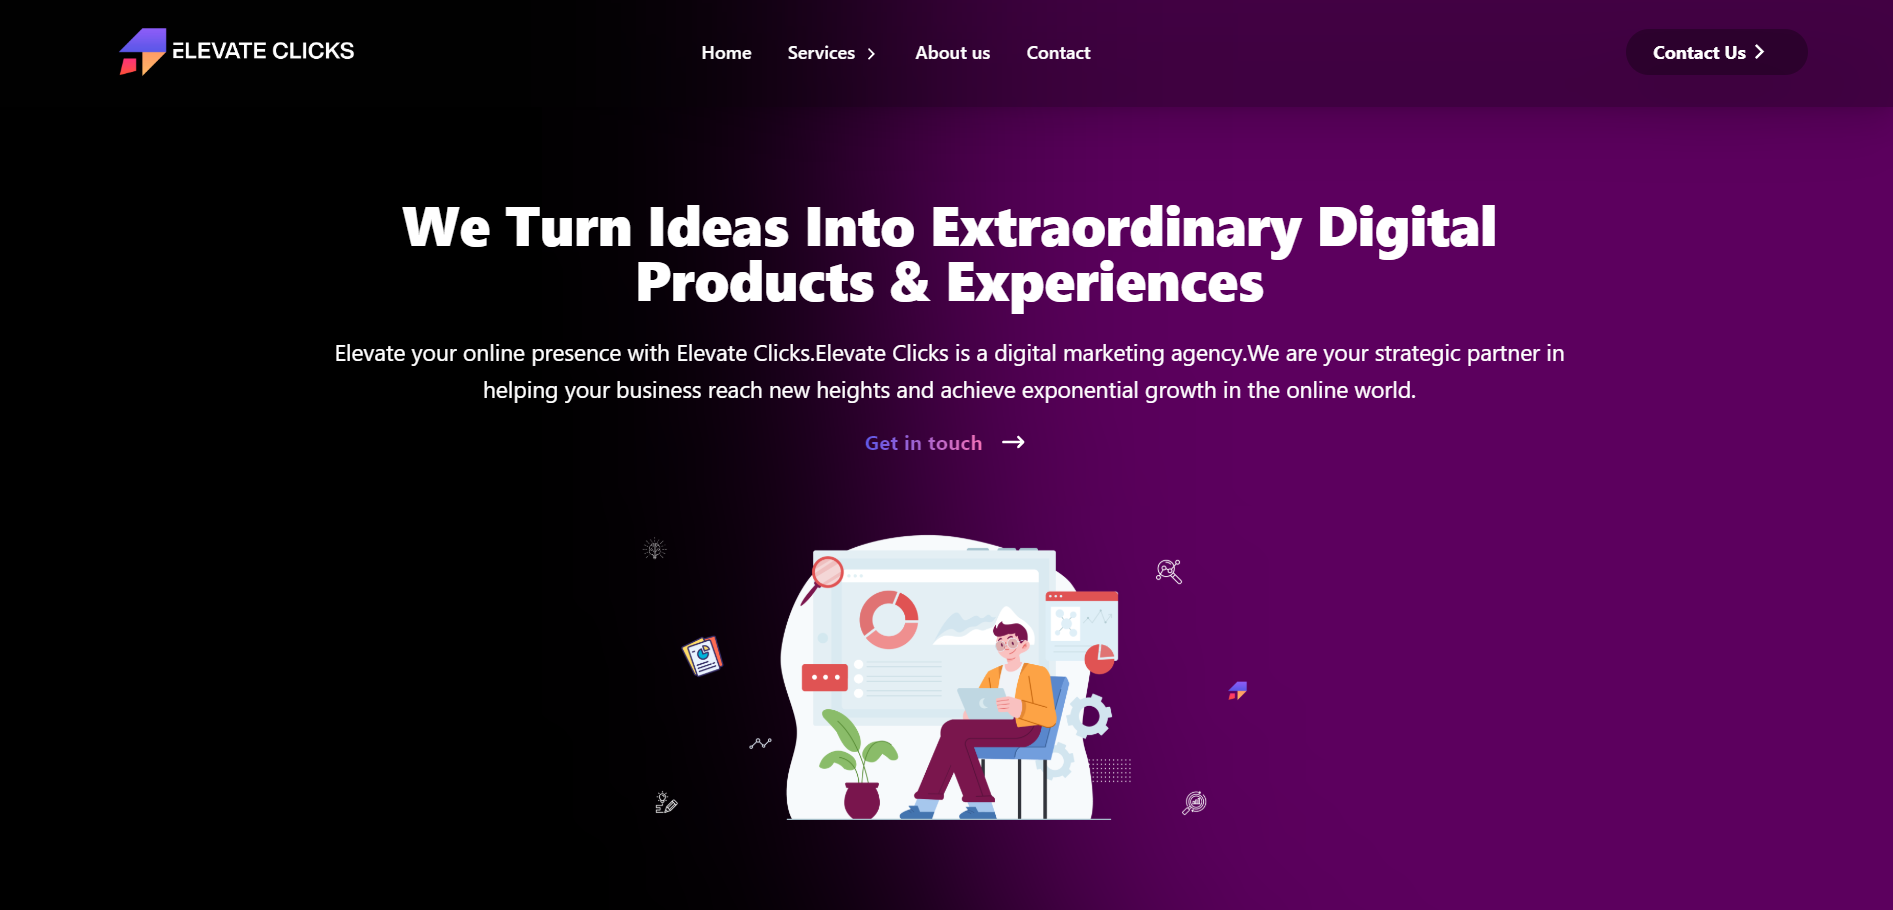 ELEVATE CLICKS
Home
Services
About us
Contact
Contact Us
We Turn Ideas Into Extraordinary Digital
Products & Experiences
Elevate your online presence with Elevate Clicks.Elevate Clicks is a digital marketing agency.We are your strategic partner in
helping your business reach new heights and achieve exponential growth in the online world.
Get in touch